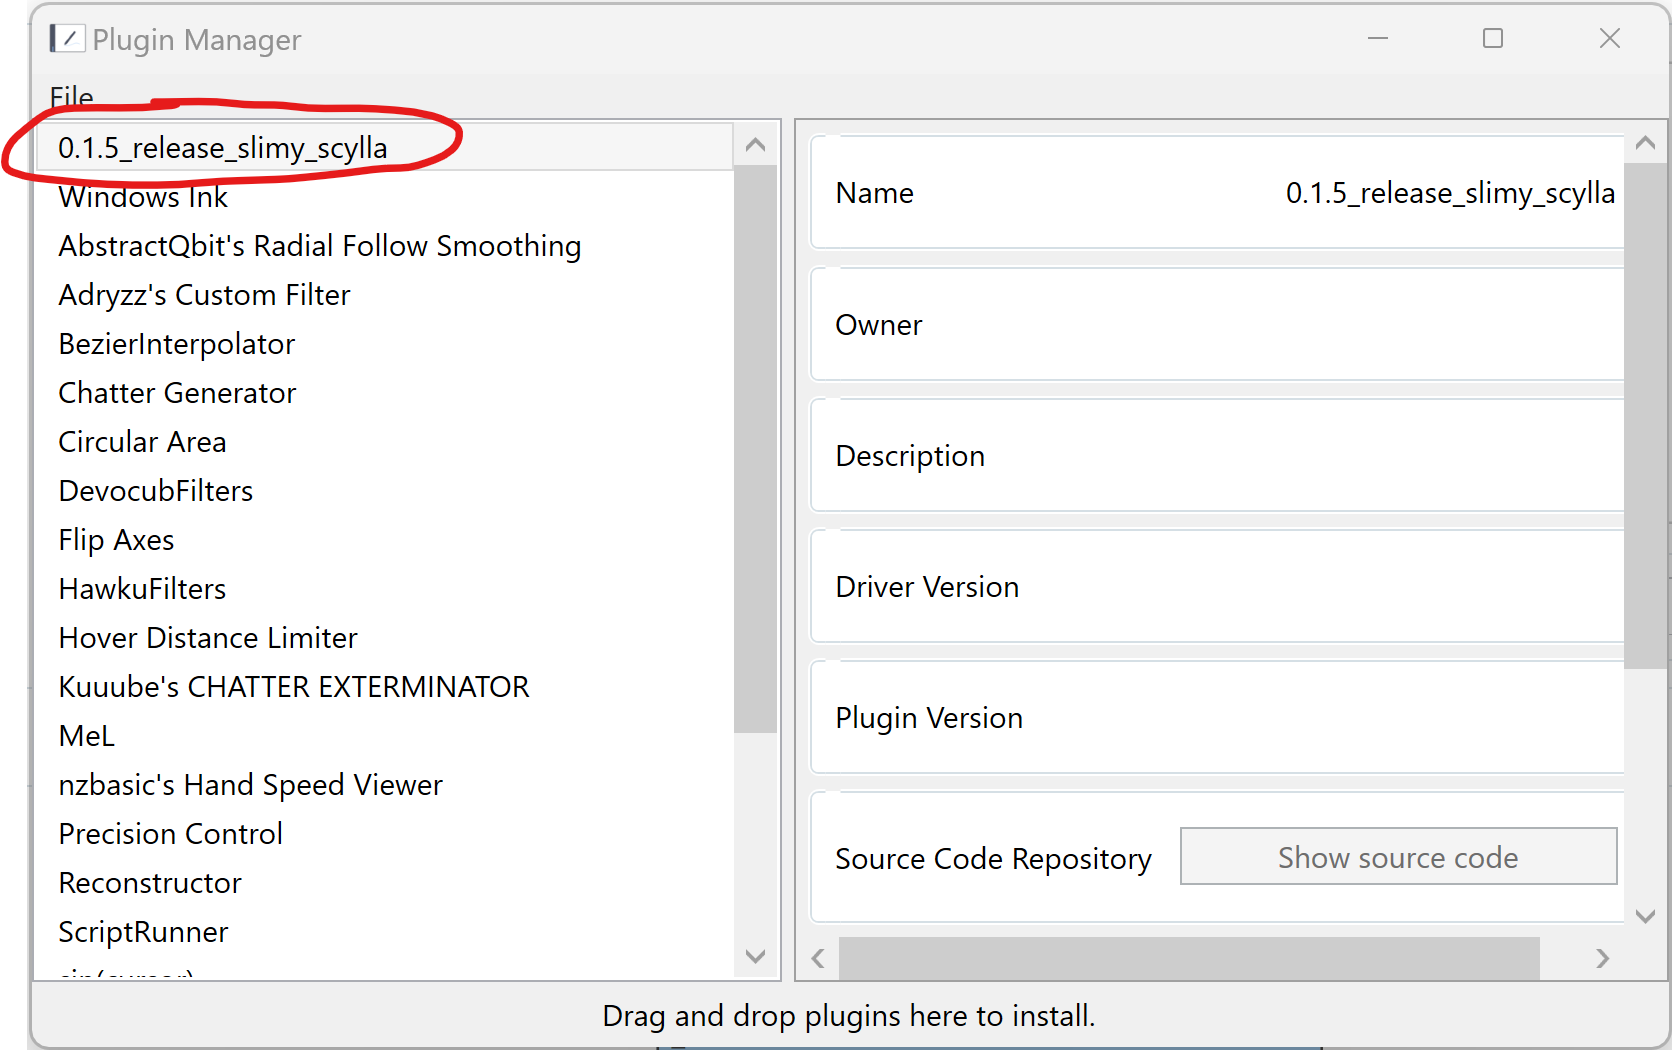 Plugin Manager
File
0.1.5_release_slimy_scylla
Windows Ink
AbstractQbit's Radial Follow Smoothing
Adryzz's Custom Filter
BezierInterpolator
Chatter Generator
Circular Area
DevocubFilters
Flip Axes
HawkuFilters
Hover Distance Limiter
Kuuube's CHATTER EXTERMINATOR
MeL
nzbasic's Hand Speed Viewer
Precision Control
Reconstructor
ScriptRunner
sin(cursor)
Name 0.1.5_release_slimy_scylla
Owner
Description
Driver Version
Plugin Version
Source Code Repository Show source code
Drag and drop plugins here to install.